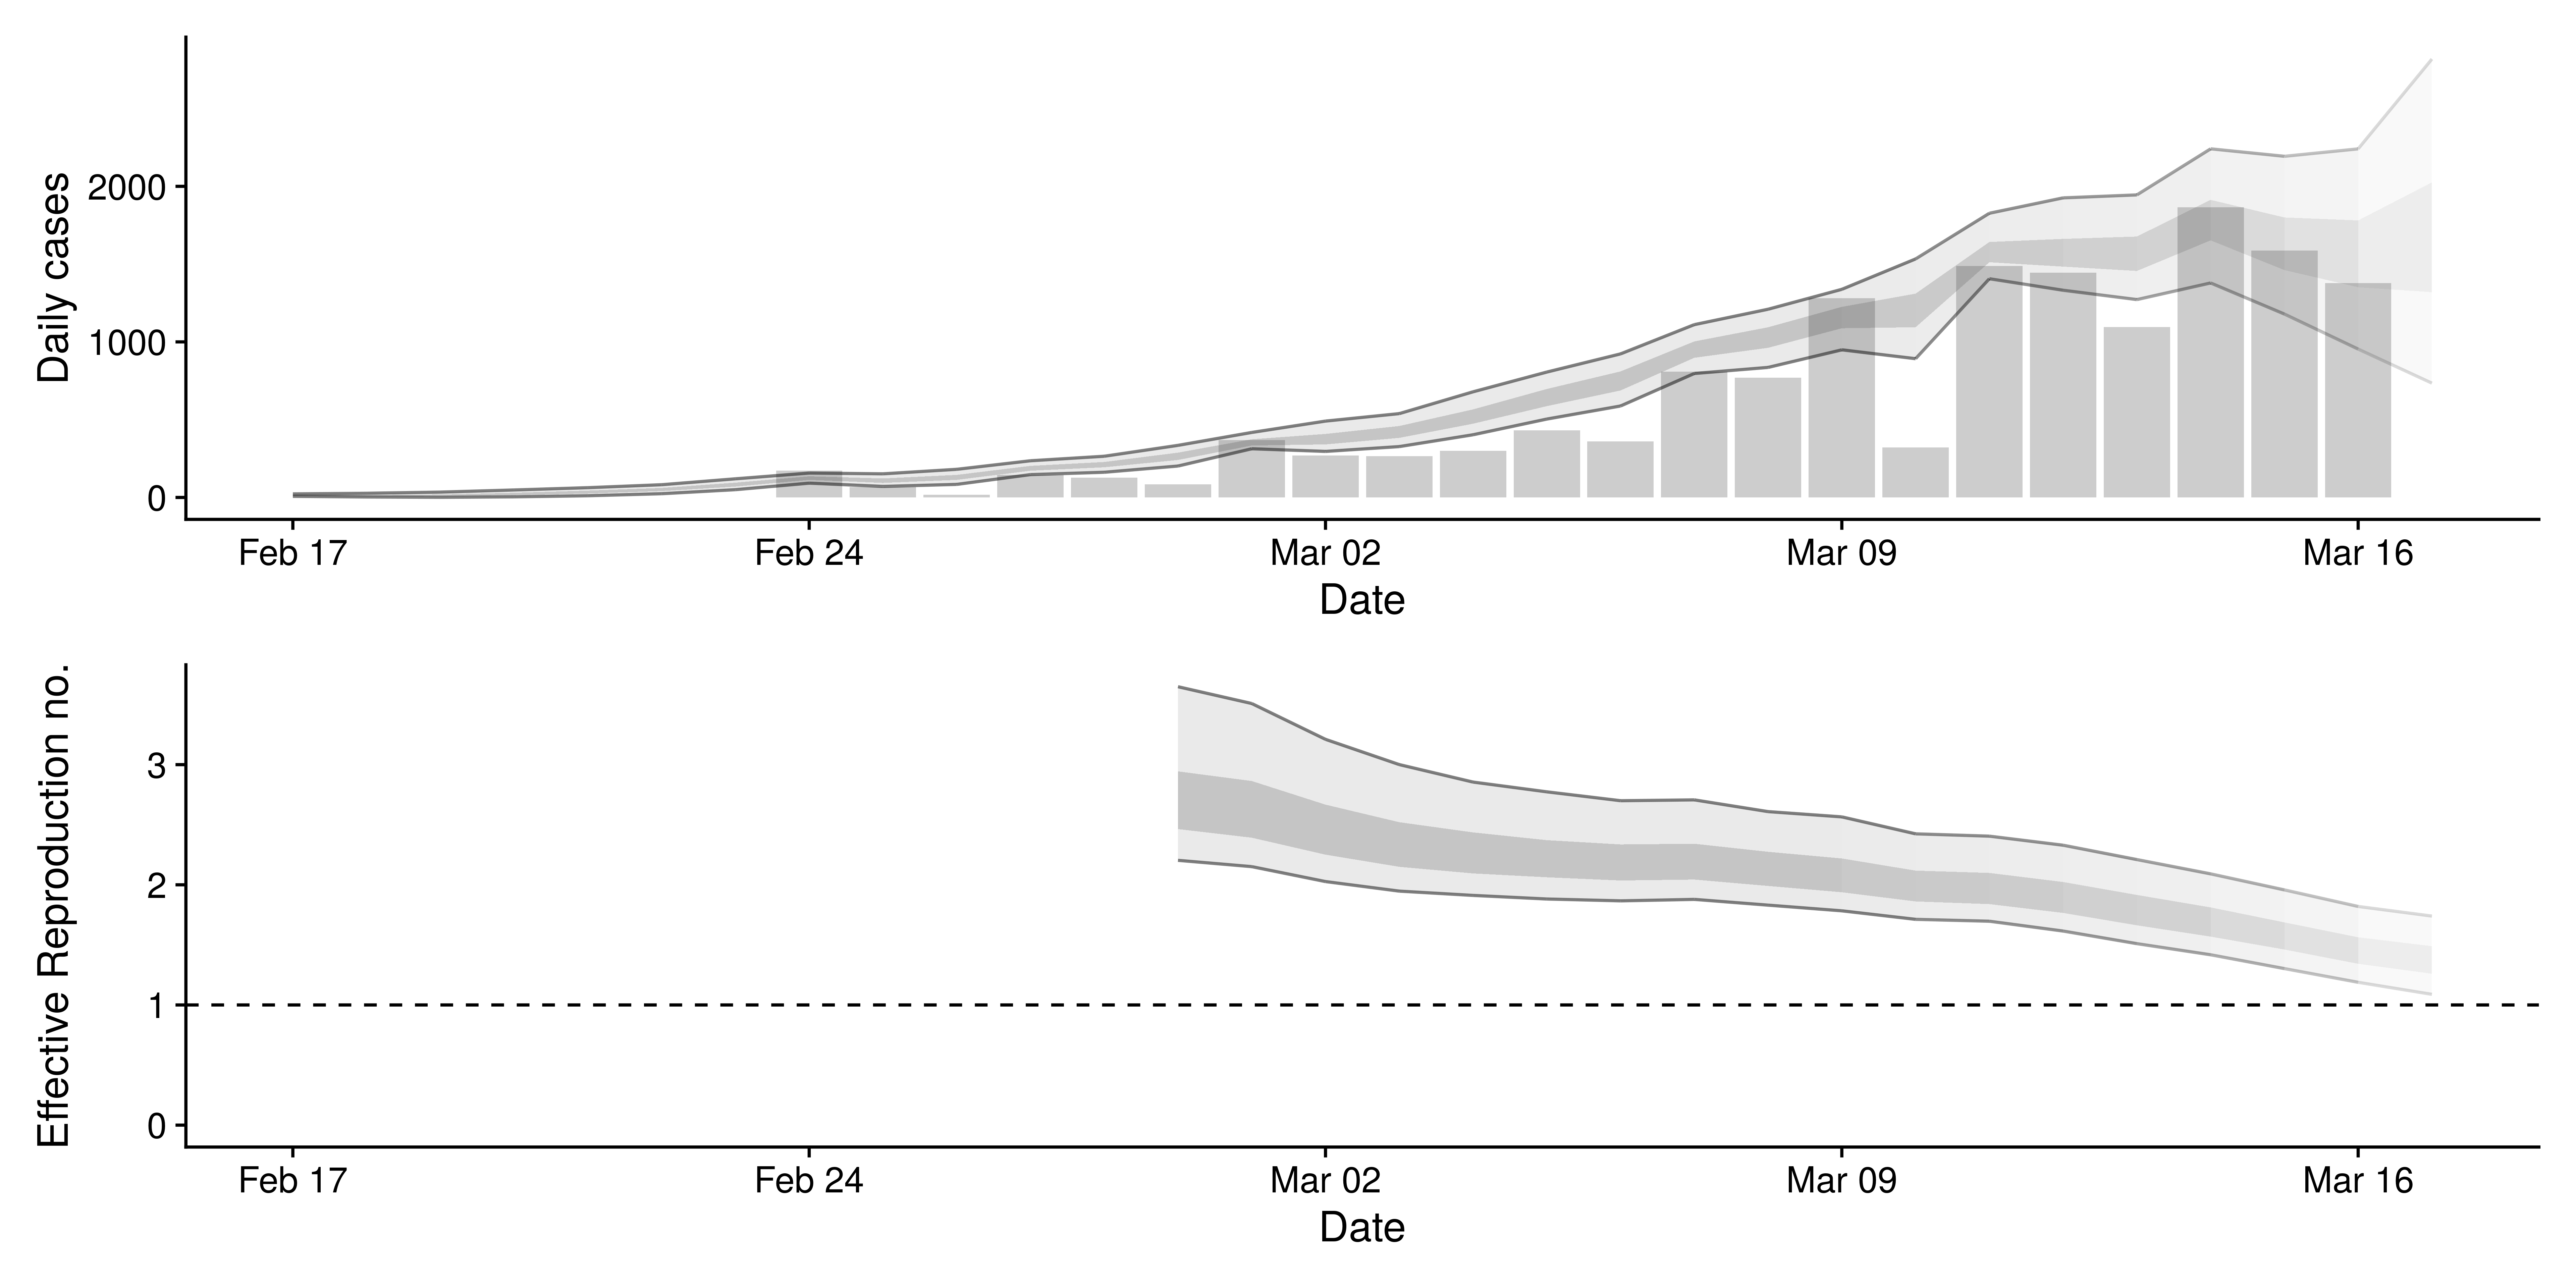 Daily cases
2000
1000
0
Feb 17 Feb 24 Mar 02 Mar 09 Mar 16
Date
Effective Reproduction no.
3
2
1
0
Feb 17 Feb 24 Mar 02 Mar 09 Mar 16
Date